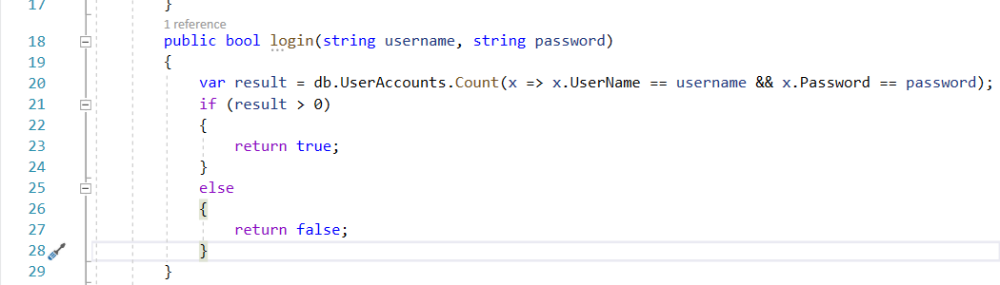 17 }
1 reference
18 public bool login(string username, string password)
19 {
20 var result = db.UserAccounts.Count(x => x.UserName == username && x.Password == password);
21 if (result > 0)
22 {
23 return true;
24 }
25 else
26 {
27 return false;
28 }
29 }